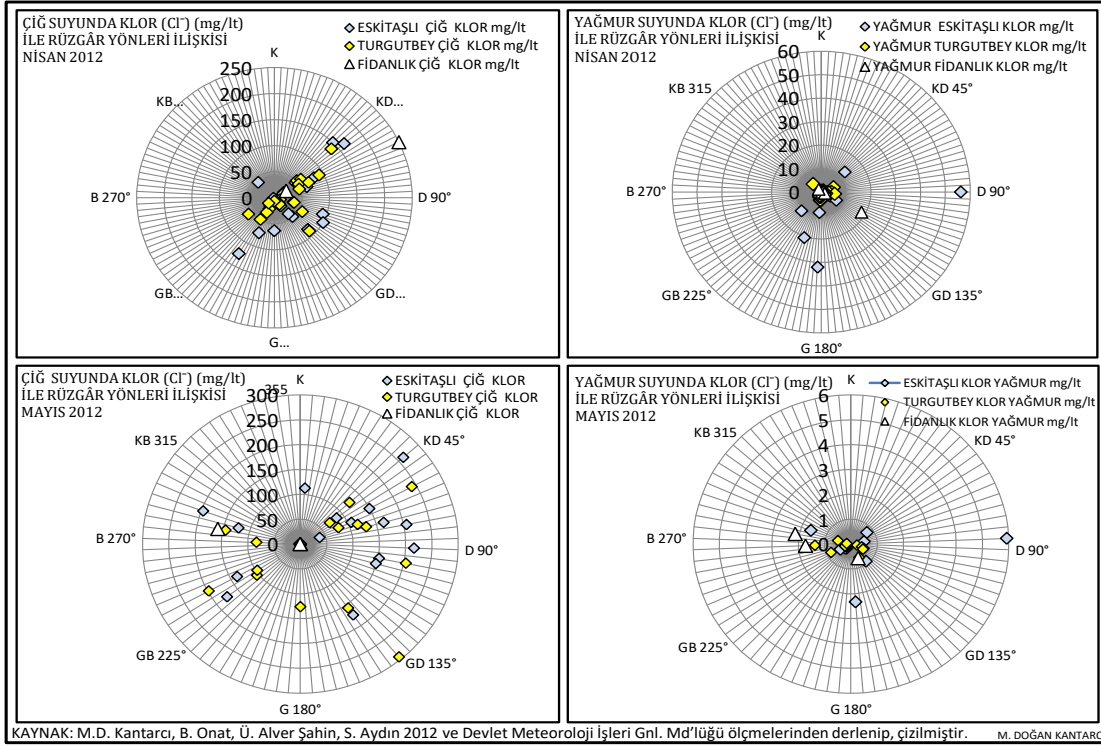 ÇİĞ SUYUNDA KLOR (Cl⁻) (mg/lt)
İLE RÜZGÂR YÖNLERİ İLİŞKİSİ
NİSAN 2012
ESKİTAŞLI ÇİĞ KLOR mg/lt
TURGUTBEY ÇİĞ KLOR mg/lt
FİDANLIK ÇİĞ KLOR mg/lt
K
250
200
150
100
50
0
KB...
KD...
B 270°
D 90°
GB...
GD...
G...
YAĞMUR SUYUNDA KLOR (Cl⁻) (mg/lt)
İLE RÜZGÂR YÖNLERİ İLİŞKİSİ
NİSAN 2012
YAĞMUR ESKİTAŞLI KLOR mg/lt
YAĞMUR TURGUTBEY KLOR mg/lt
YAĞMUR FİDANLIK KLOR mg/lt
K
60
50
40
30
20
10
0
KB 315
KD 45°
B 270°
D 90°
GB 225°
GD 135°
G 180°
ÇİĞ SUYUNDA KLOR (Cl⁻) (mg/lt)
İLE RÜZGÂR YÖNLERİ İLİŞKİSİ
MAYIS 2012
ESKİTAŞLI ÇİĞ KLOR
TURGUTBEY ÇİĞ KLOR
FİDANLIK ÇİĞ KLOR
K
355
300
250
200
150
100
50
0
KB 315
KD 45°
B 270°
D 90°
GB 225°
GD 135°
G 180°
YAĞMUR SUYUNDA KLOR (Cl⁻) (mg/lt)
İLE RÜZGÂR YÖNLERİ İLİŞKİSİ
MAYIS 2012
ESKİTAŞLI KLOR YAĞMUR mg/lt
TURGUTBEY KLOR YAĞMUR mg/lt
FİDANLIK KLOR YAĞMUR mg/lt
K
6
5
4
3
2
1
0
KB 315
KD 45°
B 270°
D 90°
GB 225°
GD 135°
G 180°
KAYNAK: M.D. Kantarcı, B. Onat, Ü. Alver Şahin, S. Aydın 2012 ve Devlet Meteoroloji İşleri Gnl. Md'lüğü ölçmelerinden derlenip, çizilmiştir.
M. DOĞAN KANTARC